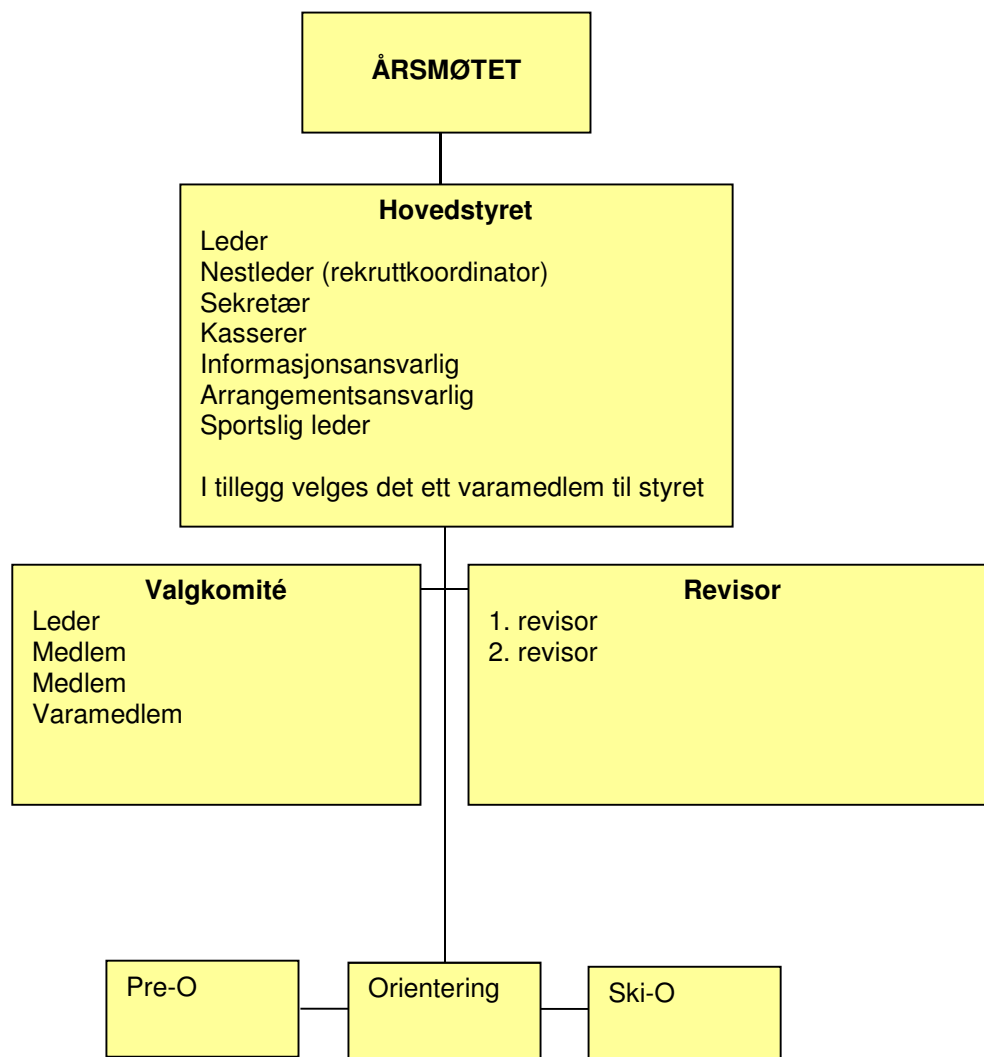 ÅRSMØTET
Hovedstyret
Leder
Nestleder (rekruttkoordinator)
Sekretær
Kasserer
Informasjonsansvarlig
Arrangementsansvarlig
Sportslig leder
I tillegg velges det ett varamedlem til styret
Valgkomité
Leder
Medlem
Medlem
Varamedlem
Revisor
1. revisor
2. revisor
Pre-O
Orientering
Ski-O